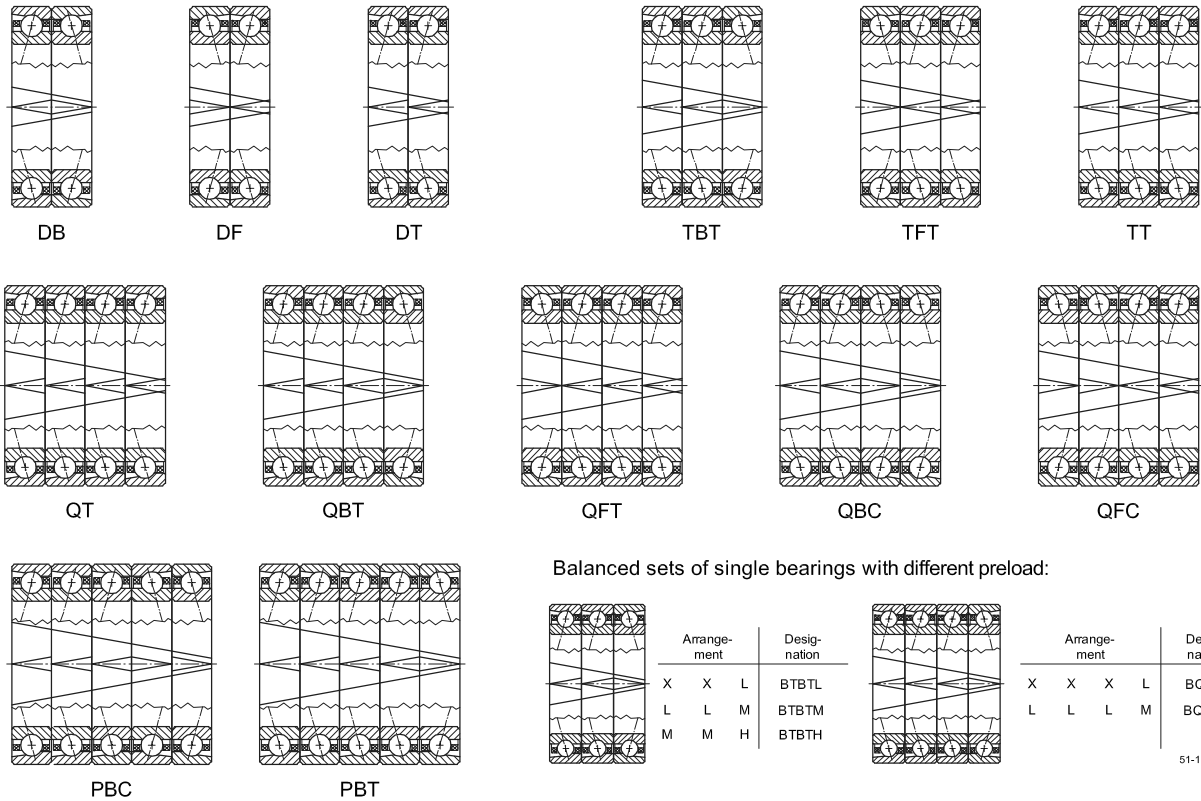 DB DF DT TBT TFT TT
QT QBT QFT QBC QFC
PBC PBT
Balanced sets of single bearings with different preload:
Arrange-
ment
Desig-
nation
X X L BTBTL
L L M BTBTM
M M H BTBTH
Arrange-
ment
X X X L
L L L M